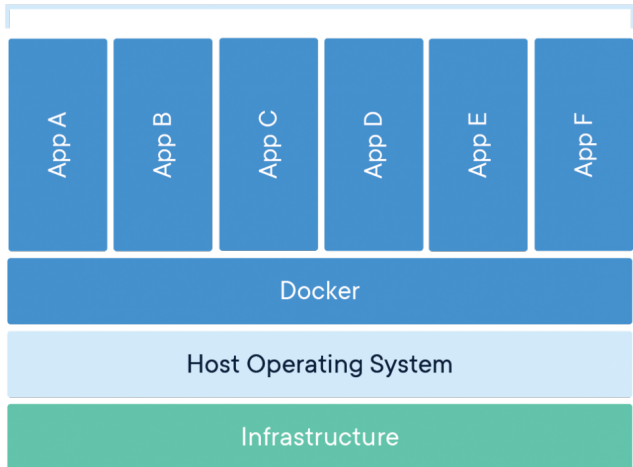 App A
App B
App C
App D
App E
App F
Docker
Host Operating System
Infrastructure